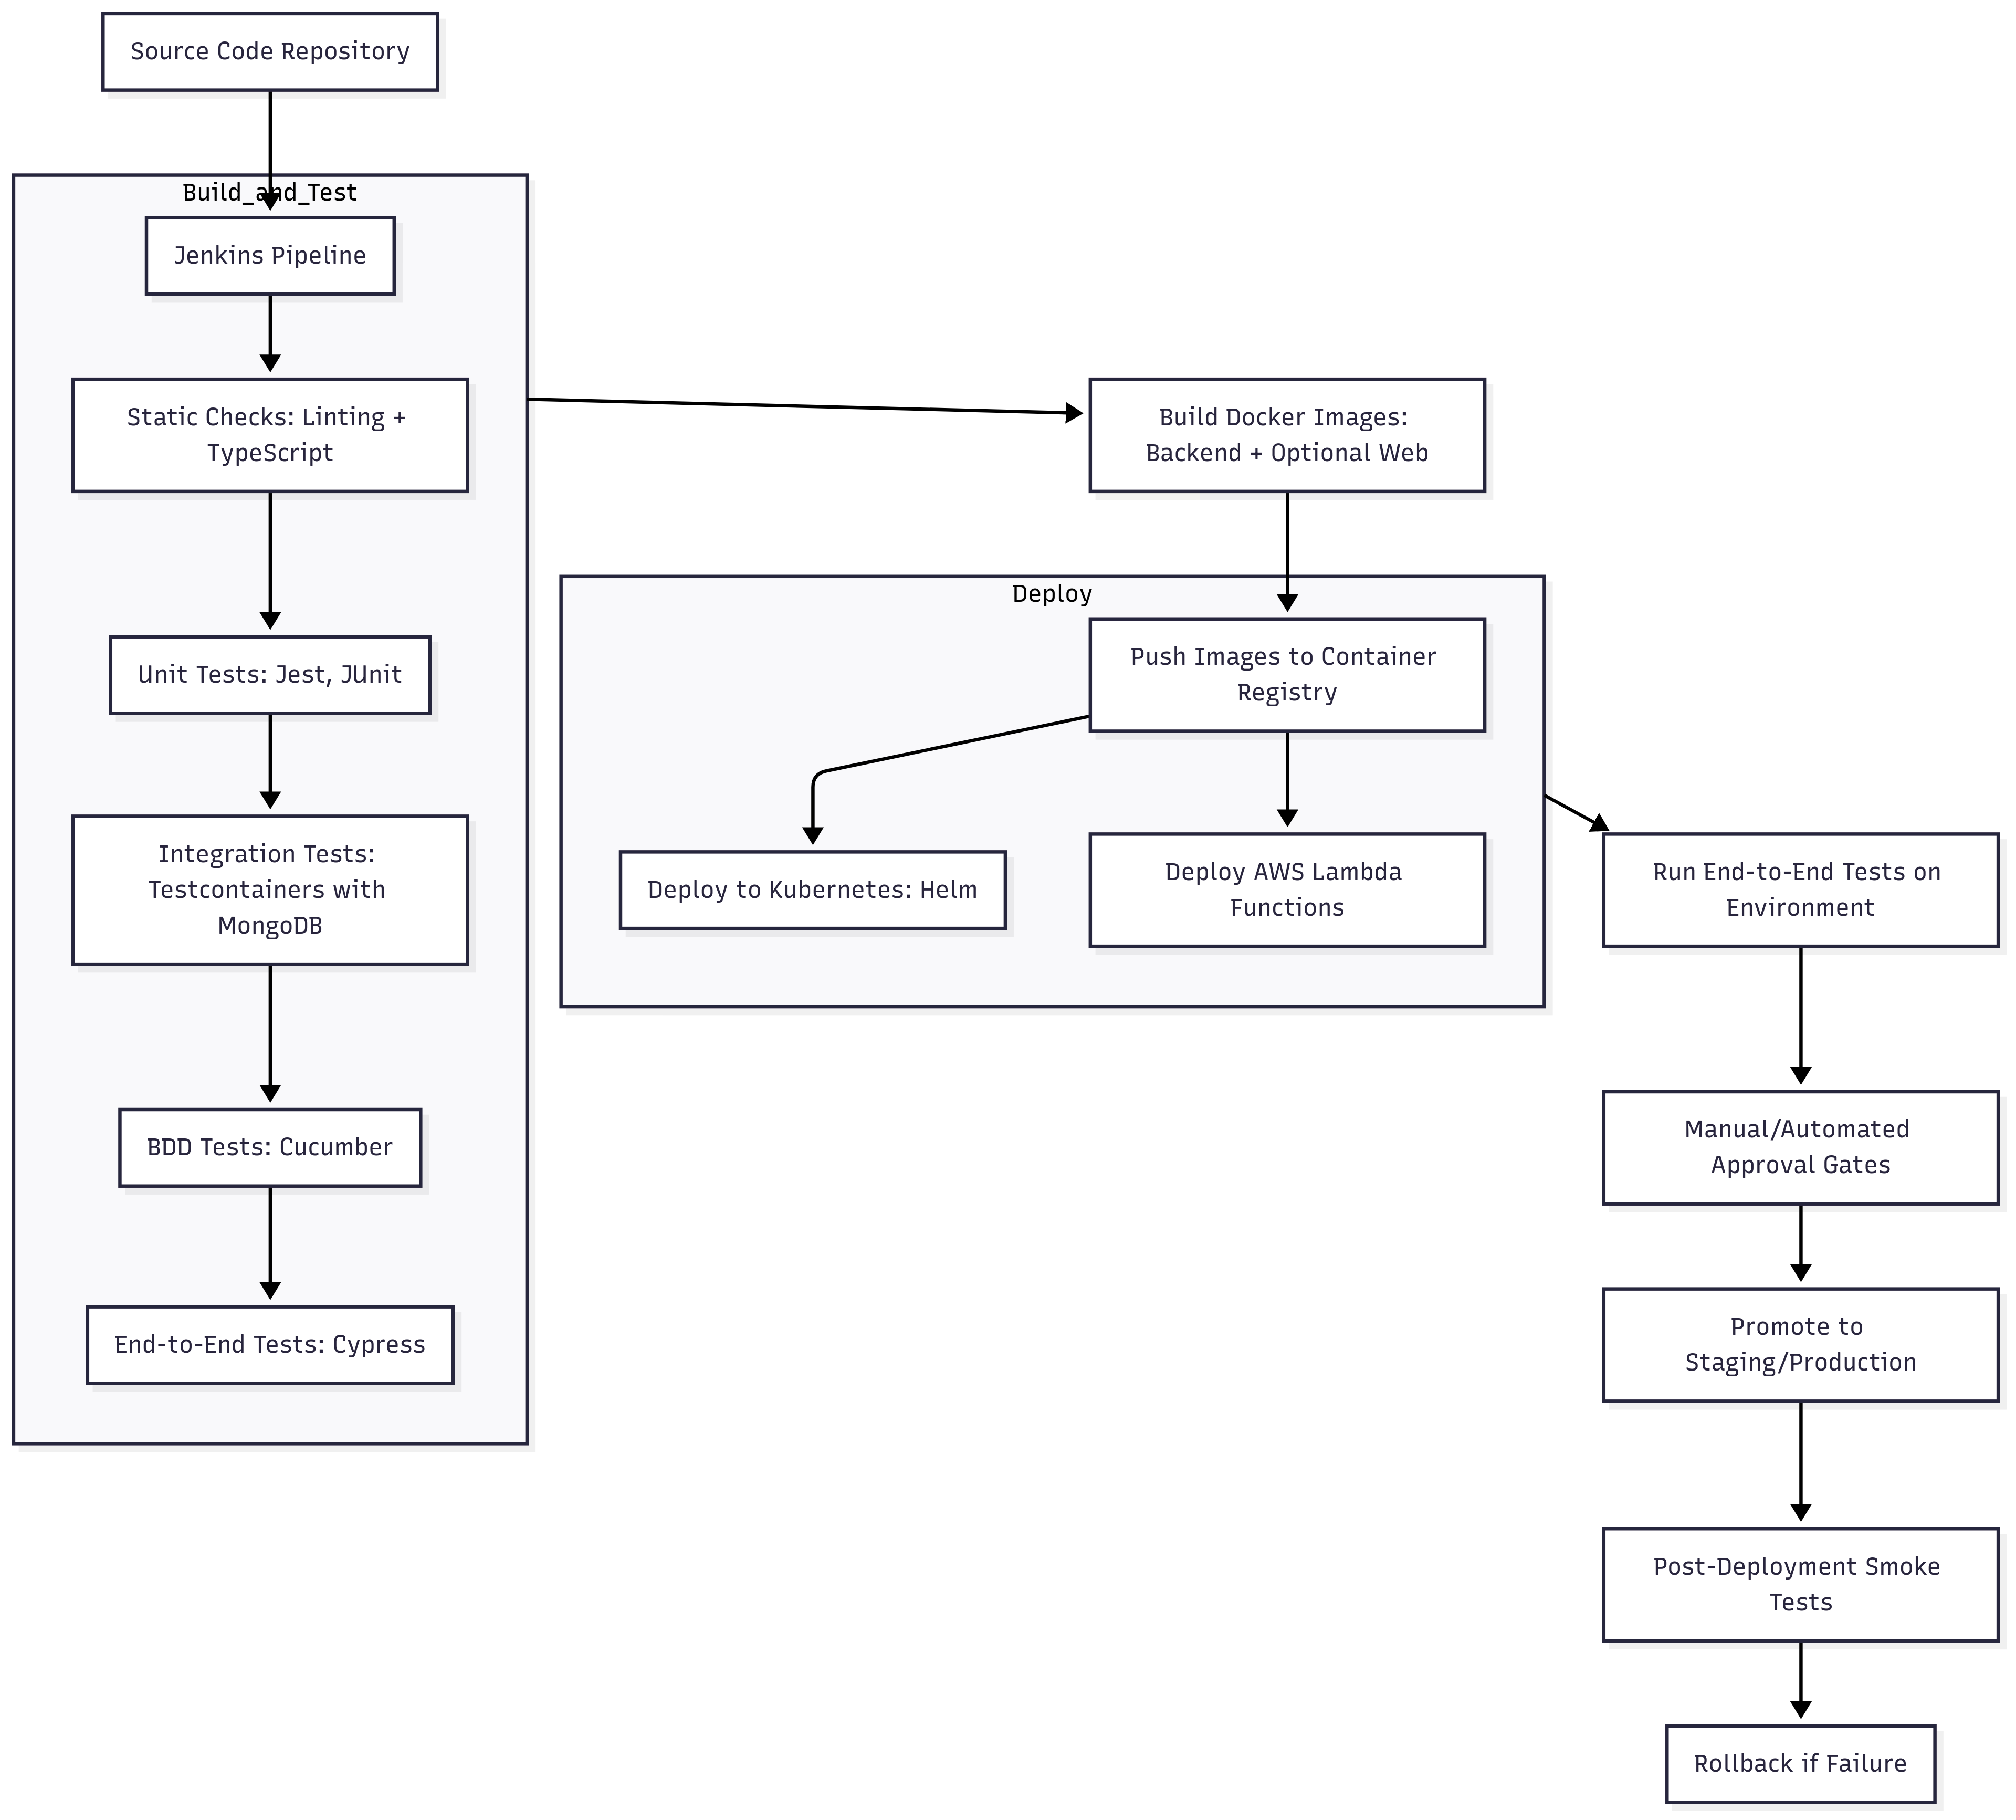 Source Code Repository
Build_and_Test
Jenkins Pipeline
Static Checks: Linting +
TypeScript
Unit Tests: Jest, JUnit
Integration Tests:
Testcontainers with
MongoDB
BDD Tests: Cucumber
End-to-End Tests: Cypress
Build Docker Images:
Backend + Optional Web
Deploy
Push Images to Container
Registry
Deploy to Kubernetes: Helm
Deploy AWS Lambda
Functions
Run End-to-End Tests on
Environment
Manual/Automated
Approval Gates
Promote to
Staging/Production
Post-Deployment Smoke
Tests
Rollback if Failure